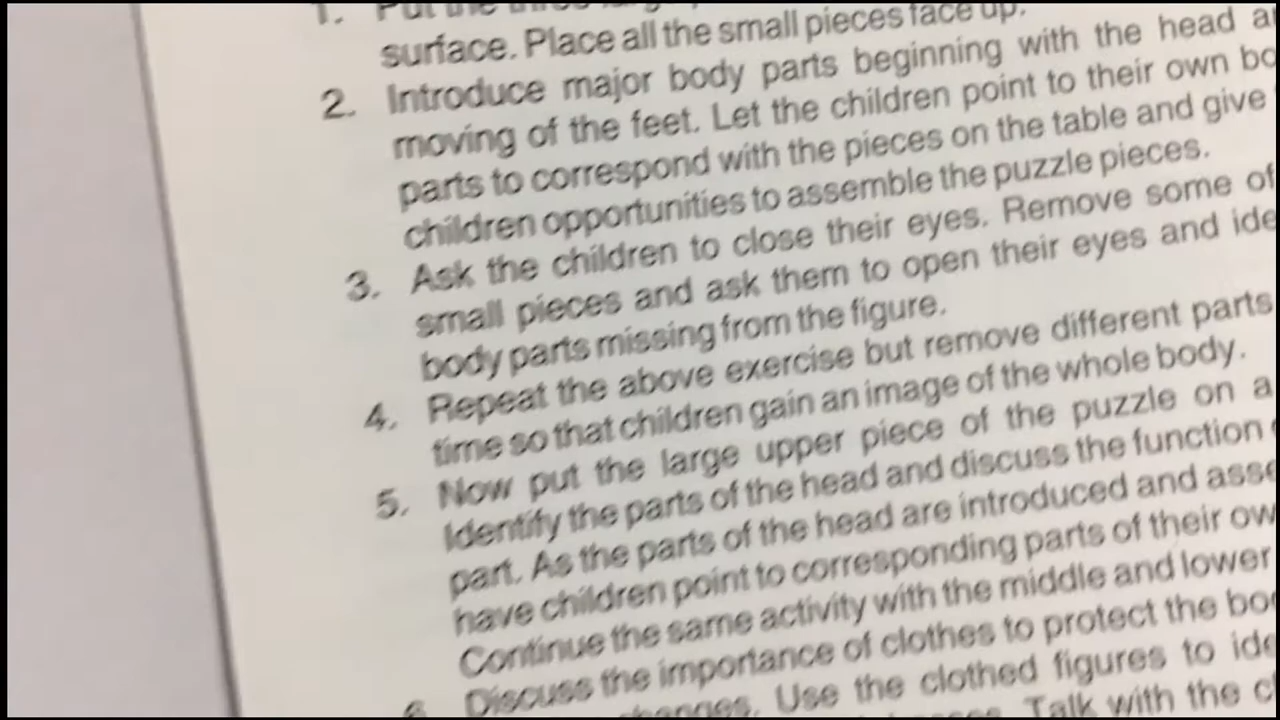 1. Put the
surface. Place all the small pieces face up.
2. Introduce major body parts beginning with the head
moving of the feet. Let the children point to their own
parts to correspond with the pieces on the table and give
children opportunities to assemble the puzzle pieces.
3. Ask the children to close their eyes. Remove some of
small pieces and ask them to open their eyes and ide
body parts missing from the figure.
4. Repeat the above exercise but remove different parts
time so that children gain an image of the whole body.
5. Now put the large upper piece of the puzzle on a
Identify the parts of the head and discuss the function
part. As the parts of the head are introduced and asse
have children point to corresponding parts of their ow
Continue the same activity with the middle and lower
Discuss the importance of clothes to protect the
Use the clothed figures to ide
Talk with the c